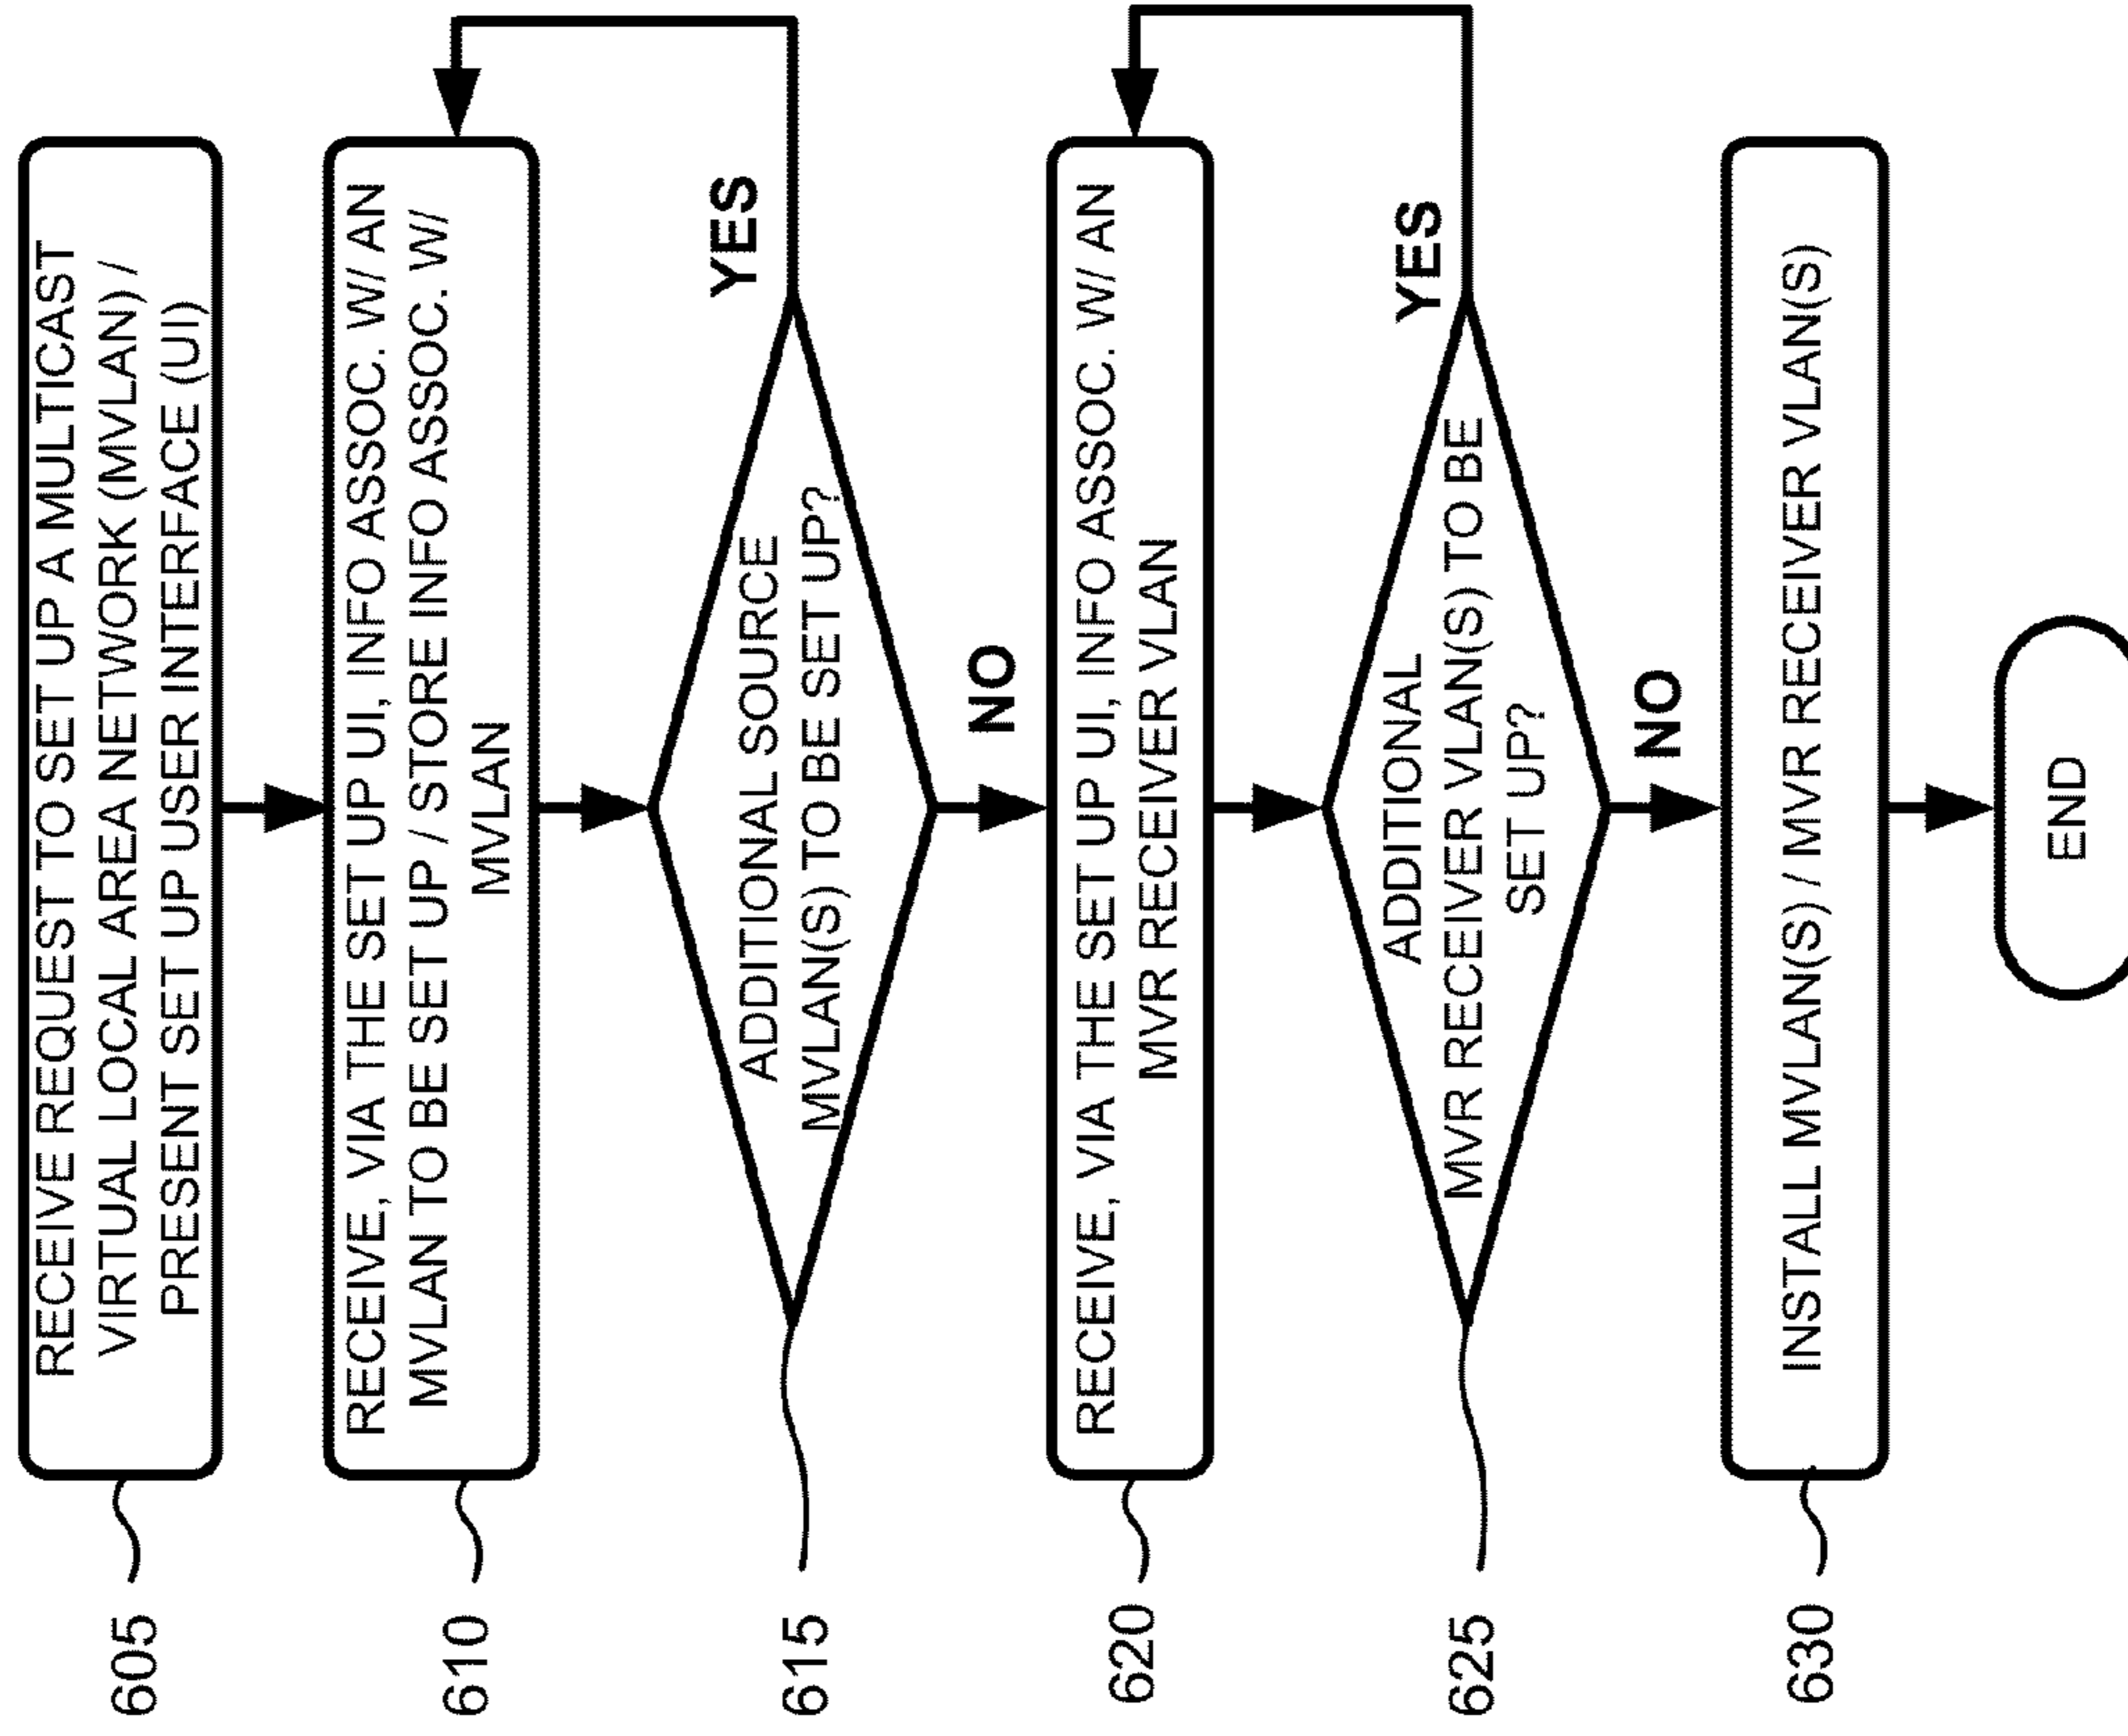 605
RECEIVE REQUEST TO SET UP A MULTICAST
VIRTUAL LOCAL AREA NETWORK (MVLAN) /
PRESENT SET UP USER INTERFACE (UI)
610
RECEIVE, VIA THE SET UP UI, INFO ASSOC. W/ AN
MVLAN TO BE SET UP / STORE INFO ASSOC. W/
MVLAN
615
ADDITIONAL SOURCE
MVLAN(S) TO BE SET UP?
YES
NO
620
RECEIVE, VIA THE SET UP UI, INFO ASSOC. W/ AN
MVR RECEIVER VLAN
625
ADDITIONAL
MVR RECEIVER VLAN(S) TO BE
SET UP?
YES
NO
630
INSTALL MVLAN(S) / MVR RECEIVER VLAN(S)
END